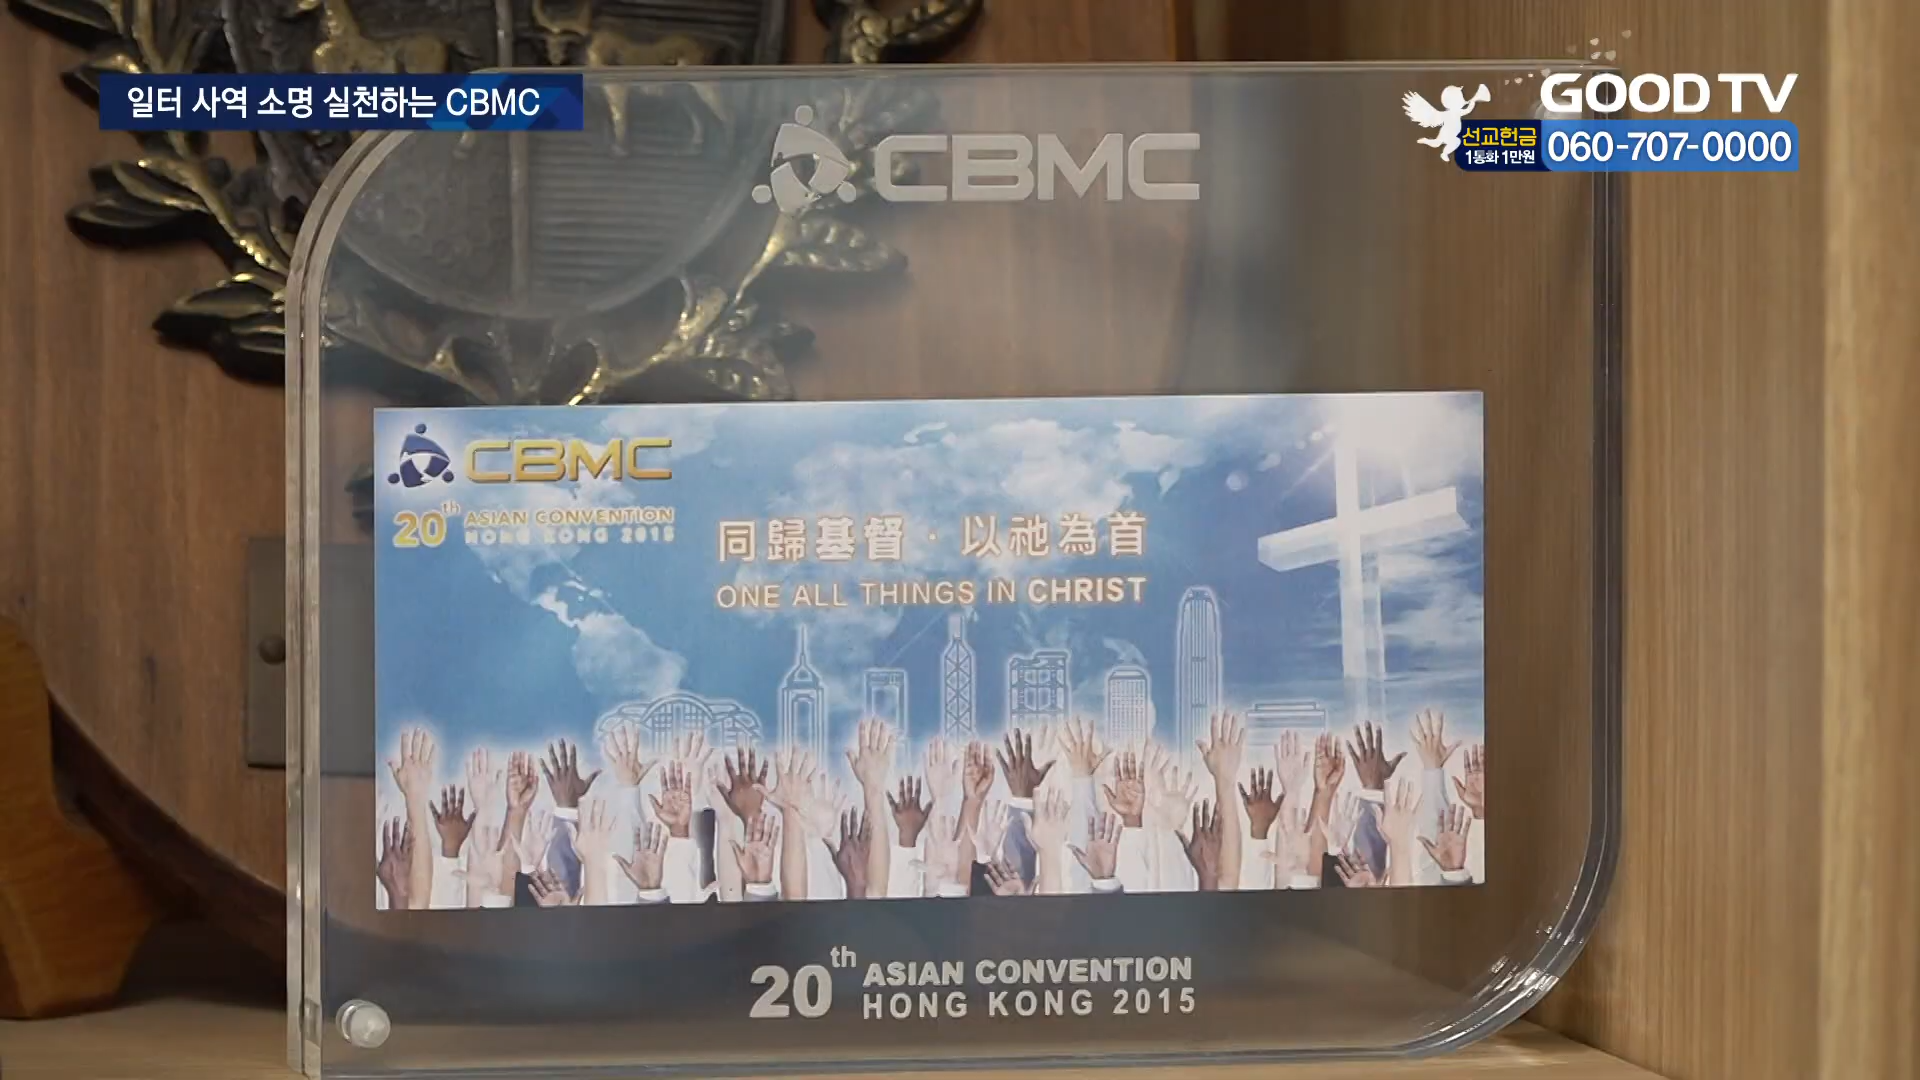 일터 사역 소명 실천하는 CBMC
GOOD TV
선교헌금
1통화 1만원
060-707-0000
CBMC
CBMC
20th ASIAN CONVENTION
HONG KONG 2015
同歸基督·以祂為首
ONE ALL THINGS IN CHRIST
20th ASIAN CONVENTION
HONG KONG 2015